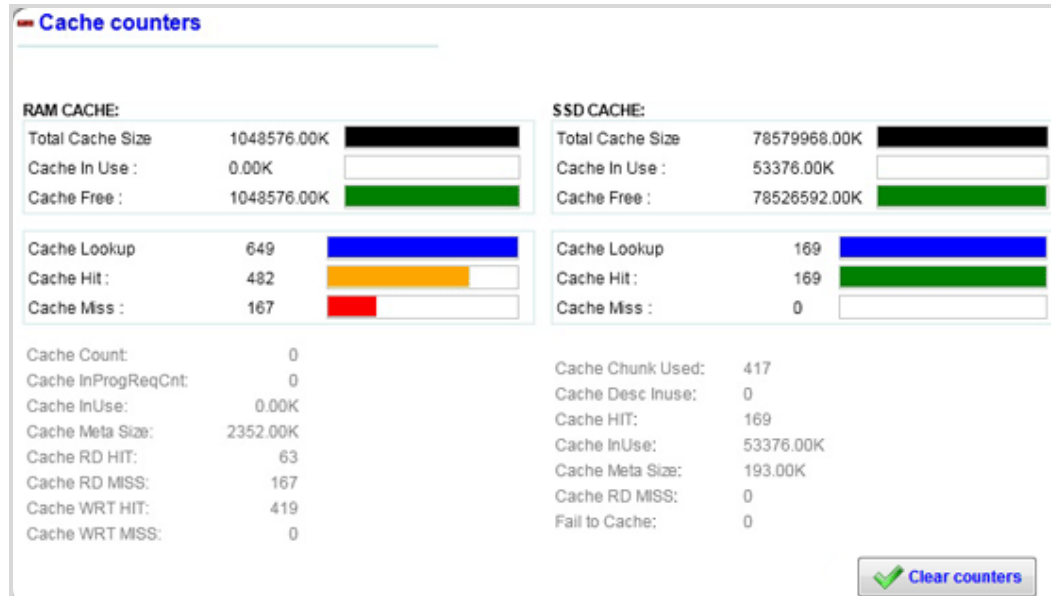 Cache counters
RAM CACHE:
Total Cache Size 1048576.00K
Cache In Use : 0.00K
Cache Free : 1048576.00K
Cache Lookup 649
Cache Hit : 482
Cache Miss : 167
Cache Count: 0
Cache InProgReqCnt: 0
Cache InUse: 0.00K
Cache Meta Size: 2352.00K
Cache RD HIT: 63
Cache RD MISS: 167
Cache WRT HIT: 419
Cache WRT MISS: 0
SSD CACHE:
Total Cache Size 78579968.00K
Cache In Use : 53376.00K
Cache Free : 78526592.00K
Cache Lookup 169
Cache Hit : 169
Cache Miss : 0
Cache Chunk Used: 417
Cache Desc Inuse: 0
Cache HIT: 169
Cache InUse: 53376.00K
Cache Meta Size: 193.00K
Cache RD MISS: 0
Fail to Cache: 0
Clear counters